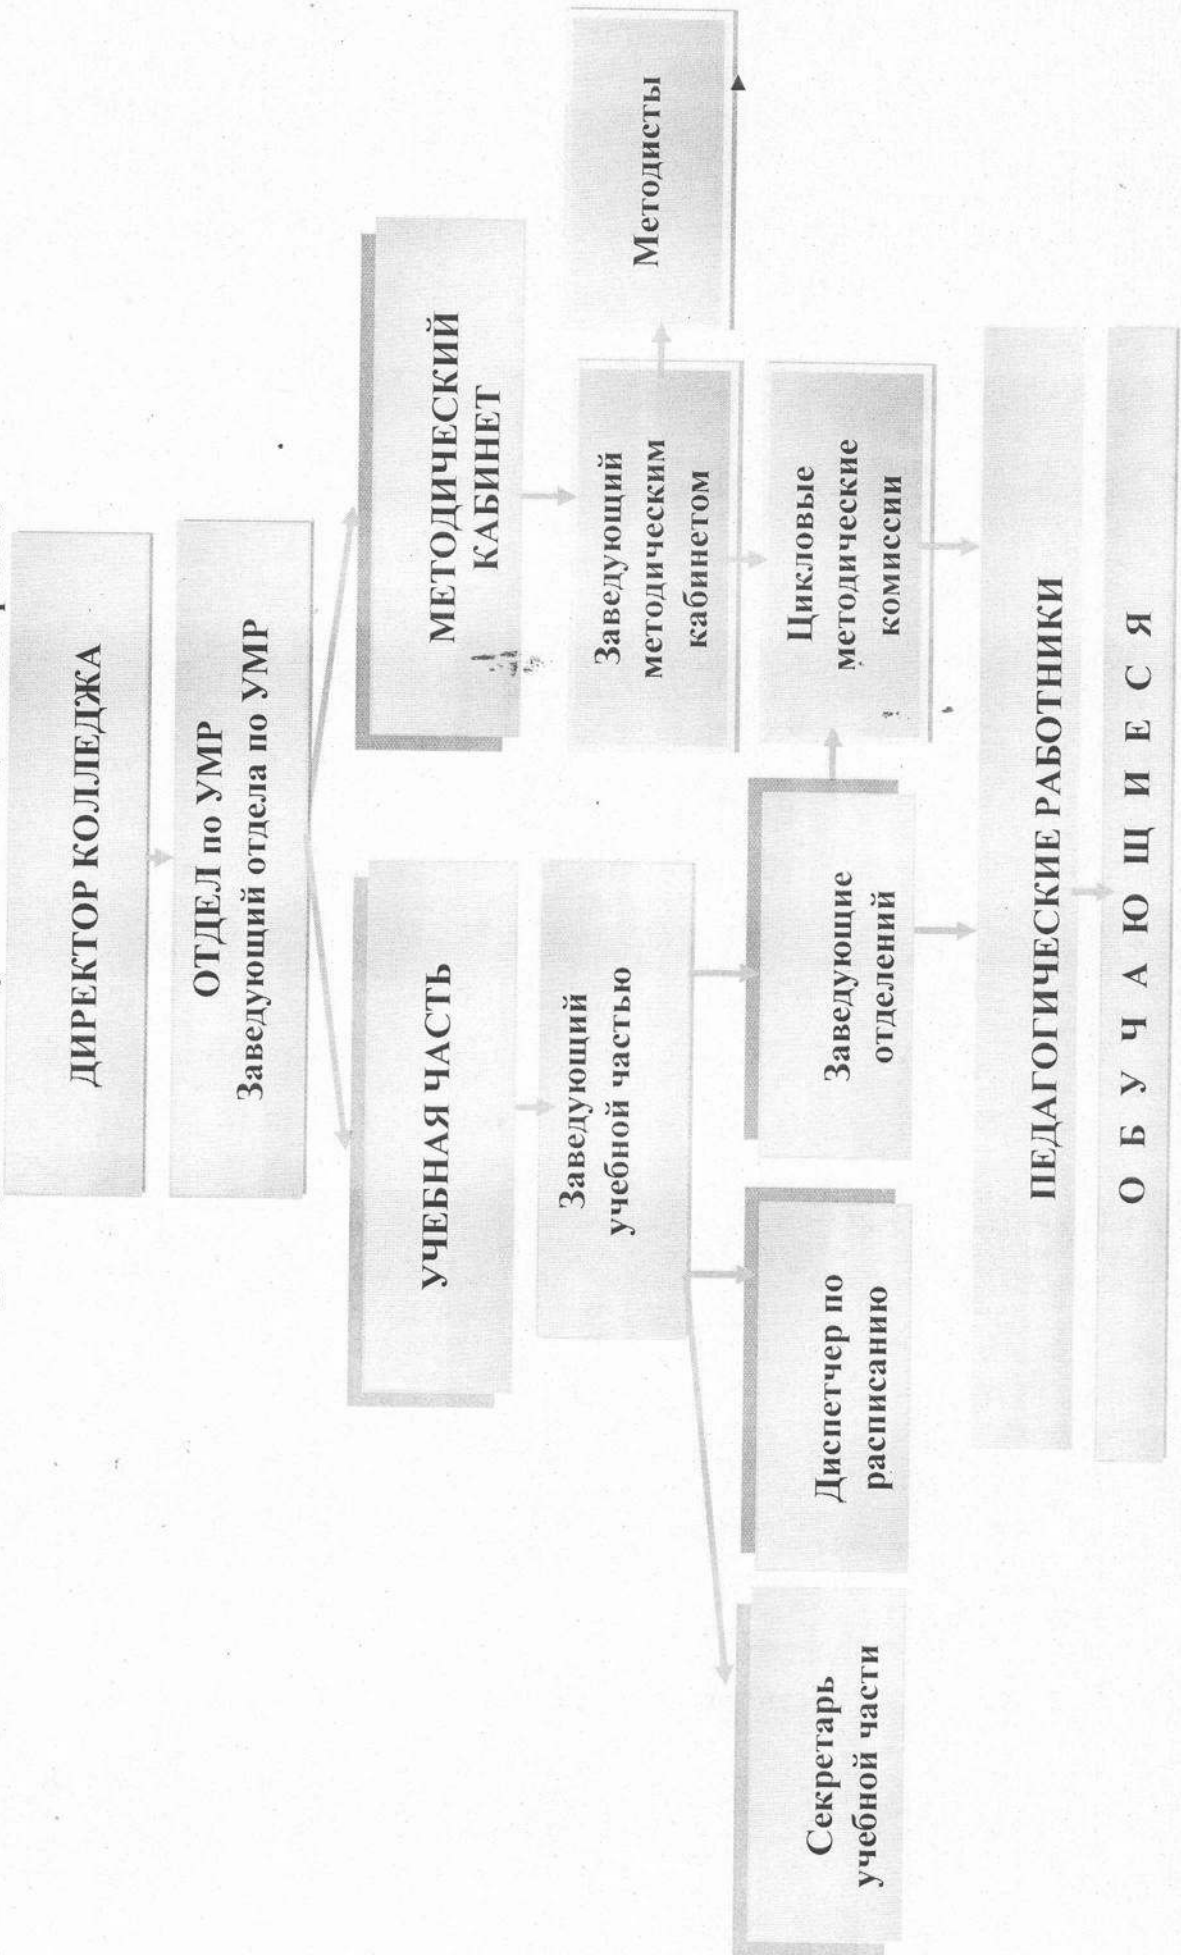 ДИРЕКТОР КОЛЛЕДЖА
ОТДЕЛ по УМР
Заведующий отдела по УМР
УЧЕБНАЯ ЧАСТЬ
МЕТОДИЧЕСКИЙ
КАБИНЕТ
Заведующий
учебной частью
Заведующий
методическим
кабинетом
Методисты
Секретарь
учебной части
Диспетчер по
расписанию
Заведующие
отделений
Цикловые
методические
комиссии
ПЕДАГОГИЧЕСКИЕ РАБОТНИКИ
О Б У Ч А Ю Щ И Е С Я